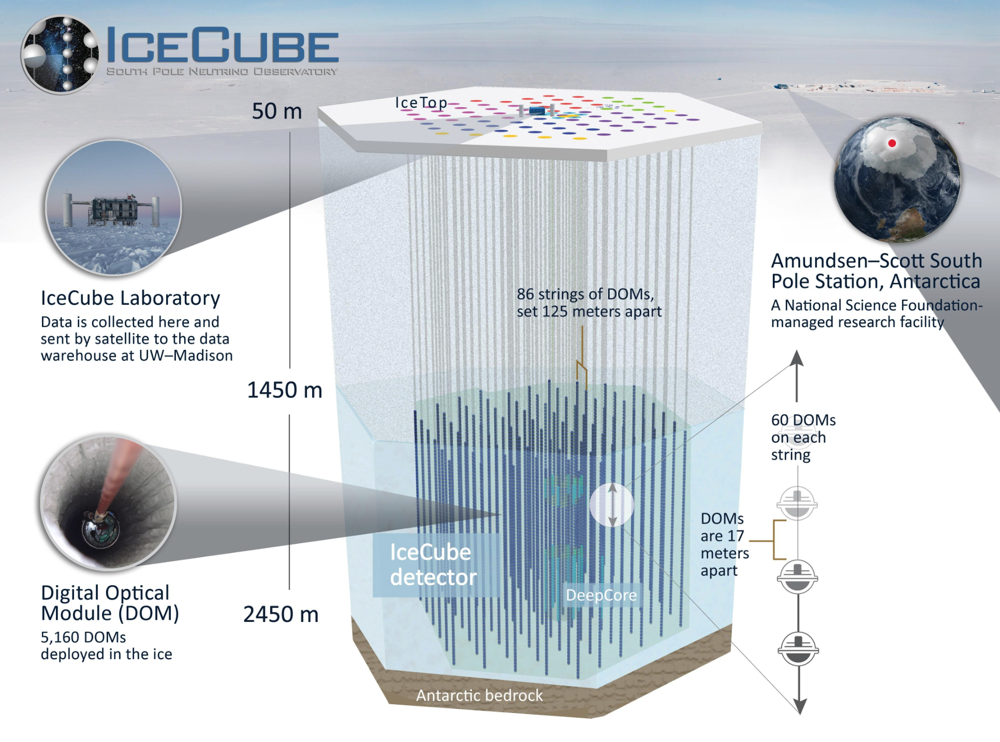 ICECUBE
SOUTH POLE NEUTRINO OBSERVATORY
IceTop
50 m
IceCube Laboratory
Data is collected here and
sent by satellite to the data
warehouse at UW–Madison
86 strings of DOMs,
set 125 meters apart
Amundsen–Scott South
Pole Station, Antarctica
A National Science Foundation-
managed research facility
1450 m
60 DOMs
on each
string
DOMs
are 17
meters
apart
IceCube
detector
DeepCore
Digital Optical
Module (DOM)
5,160 DOMs
deployed in the ice
2450 m
Antarctic bedrock